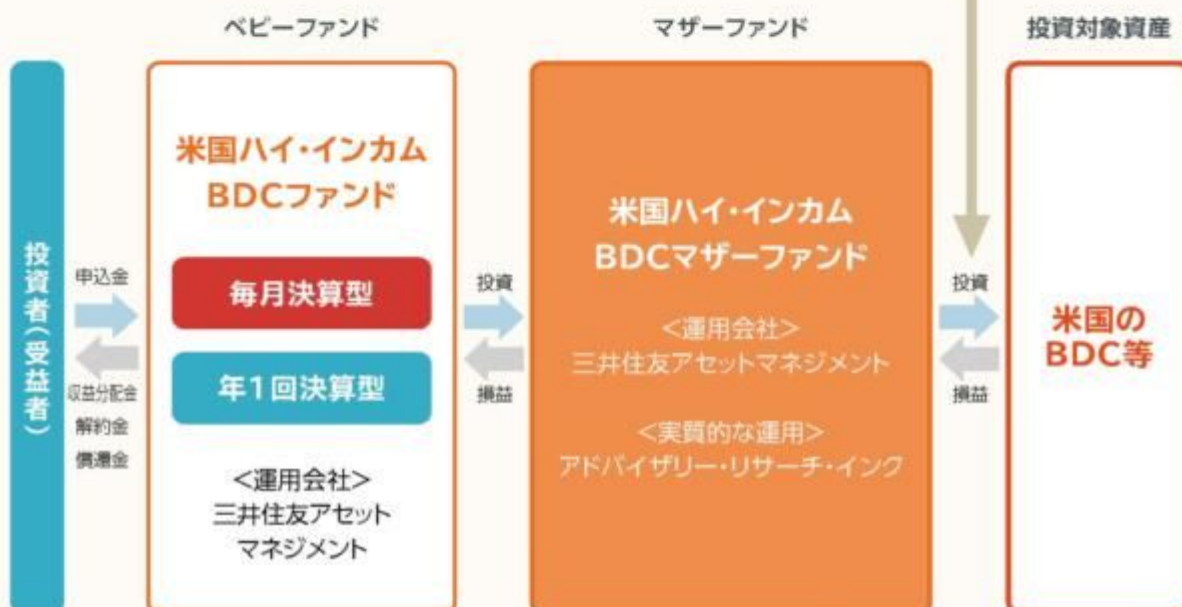 ベビーファンド
マザーファンド
投資対象資産
投資者(受益者)
申込金
収益分配金
解約金
償還金
米国ハイ・インカム
BDCファンド
毎月決算型
年1回決算型
<運用会社>
三井住友アセット
マネジメント
投資
損益
米国ハイ・インカム
BDCマザーファンド
<運用会社>
三井住友アセットマネジメント
<実質的な運用>
アドバイザリー・リサーチ・インク
投資
損益
米国の
BDC等